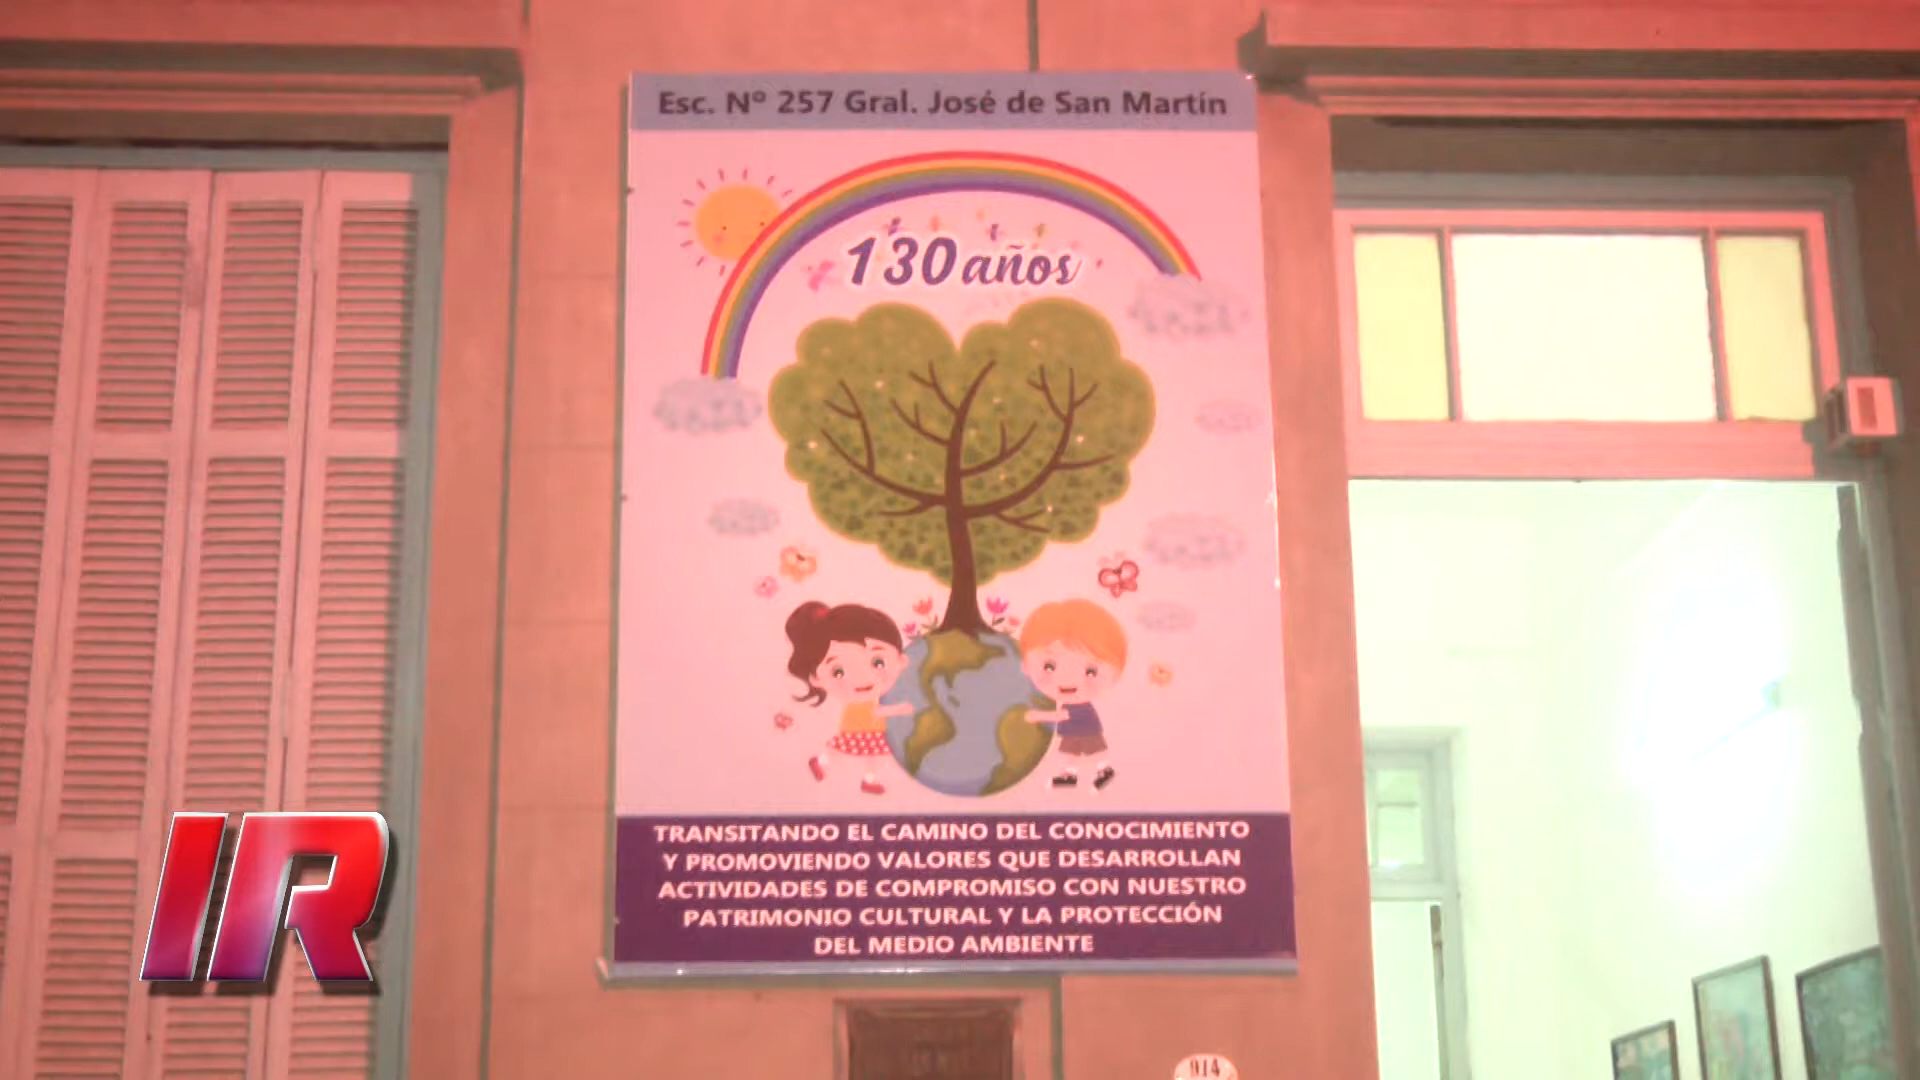 Esc. Nº 257 Gral. José de San Martín
130 años
TRANSITANDO EL CAMINO DEL CONOCIMIENTO
Y PROMOVIENDO VALORES QUE DESARROLLAN
ACTIVIDADES DE COMPROMISO CON NUESTRO
PATRIMONIO CULTURAL Y LA PROTECCIÓN
DEL MEDIO AMBIENTE
IR
914